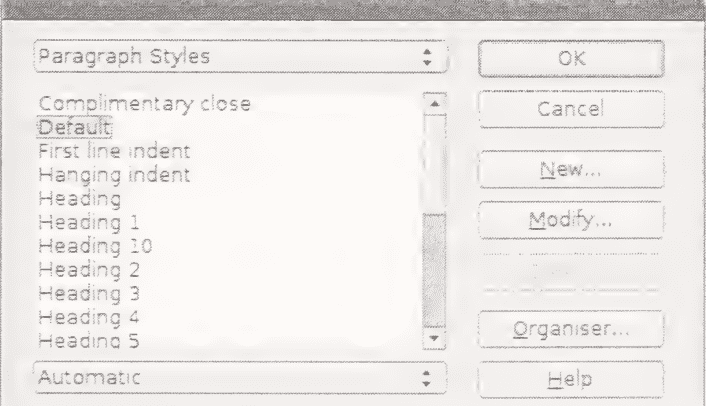 Paragraph Styles
Complimentary close
Default
First line indent
Hanging indent
Heading
Heading 1
Heading 10
Heading 2
Heading 3
Heading 4
Heading 5
Automatic
OK
Cancel
New...
Modify...
Organiser...
Help